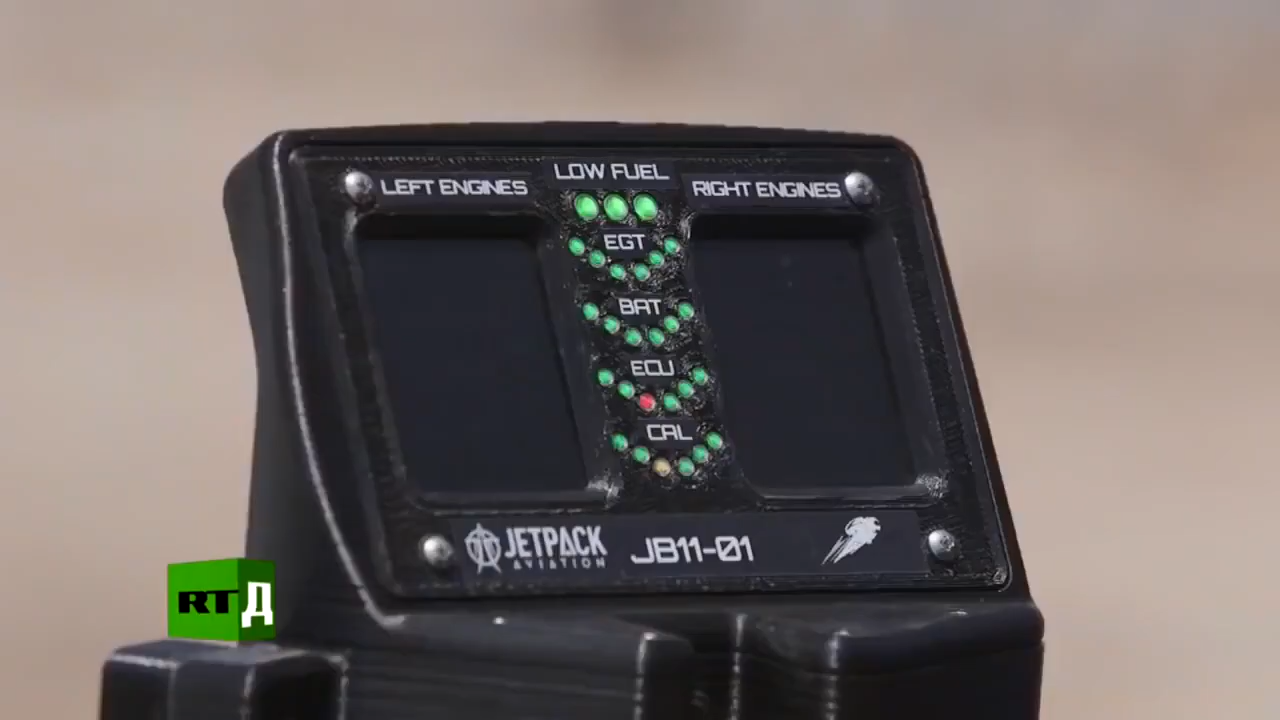 LOW FUEL
LEFT ENGINES
RIGHT ENGINES
EGT
BAT
ECU
CAL
JETPACK
AVIATION
JB11-01
RTД